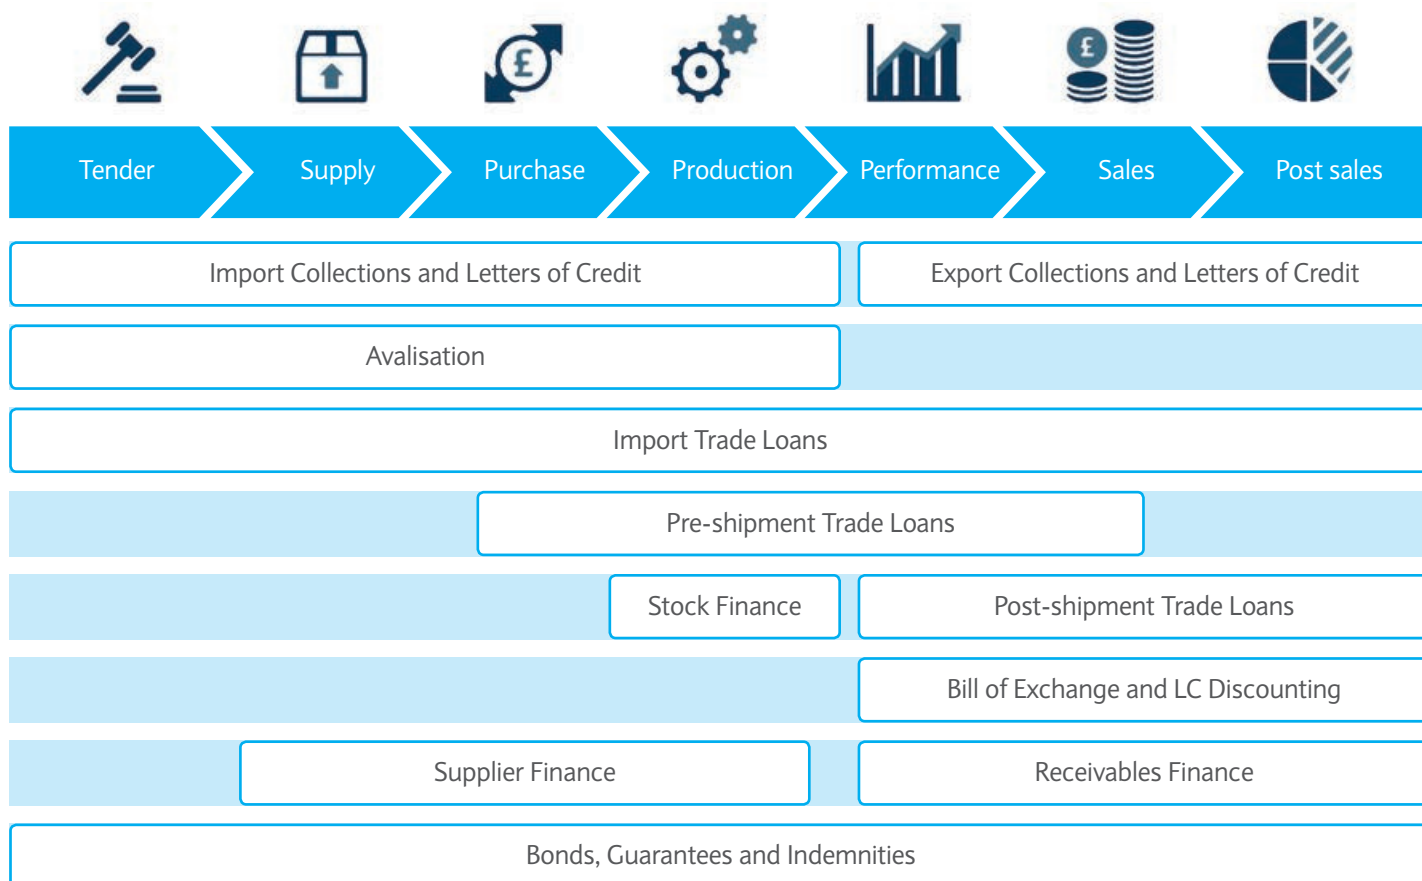 £
£
Tender
Supply
Purchase
Production
Performance
Sales
Post sales
Import Collections and Letters of Credit
Export Collections and Letters of Credit
Avalisation
Import Trade Loans
Pre-shipment Trade Loans
Stock Finance
Post-shipment Trade Loans
Bill of Exchange and LC Discounting
Supplier Finance
Receivables Finance
Bonds, Guarantees and Indemnities